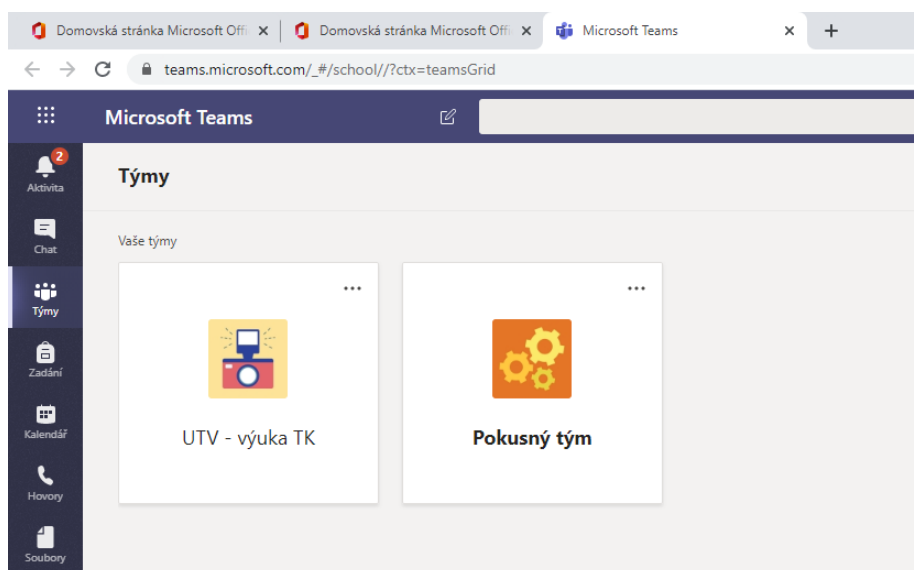 Domovská stránka Microsoft Offi
Domovská stránka Microsoft Offi
Microsoft Teams
teams.microsoft.com/_#/school//?ctx=teamsGrid
Microsoft Teams
2
Aktivita
Chat
Týmy
Zadání
Kalendář
Hovory
Soubory
Týmy
Vaše týmy
UTV - výuka TK
Pokusný tým